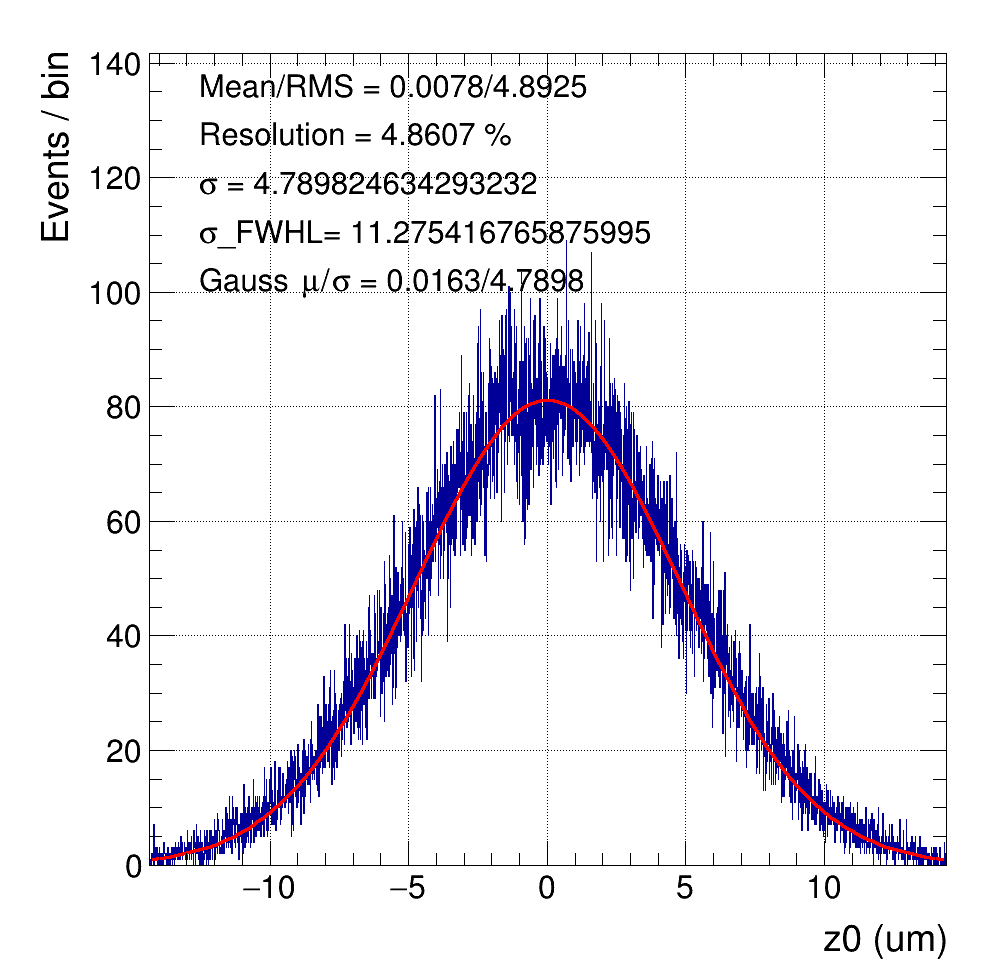 Events / bin
140
120
100
80
60
40
20
0
Mean/RMS = 0.0078/4.8925
Resolution = 4.8607 %
σ = 4.789824634293232
σ_FWHL= 11.275416765875995
Gauss μ/σ = 0.0163/4.7898
−10 −5 0 5 10
z0 (um)